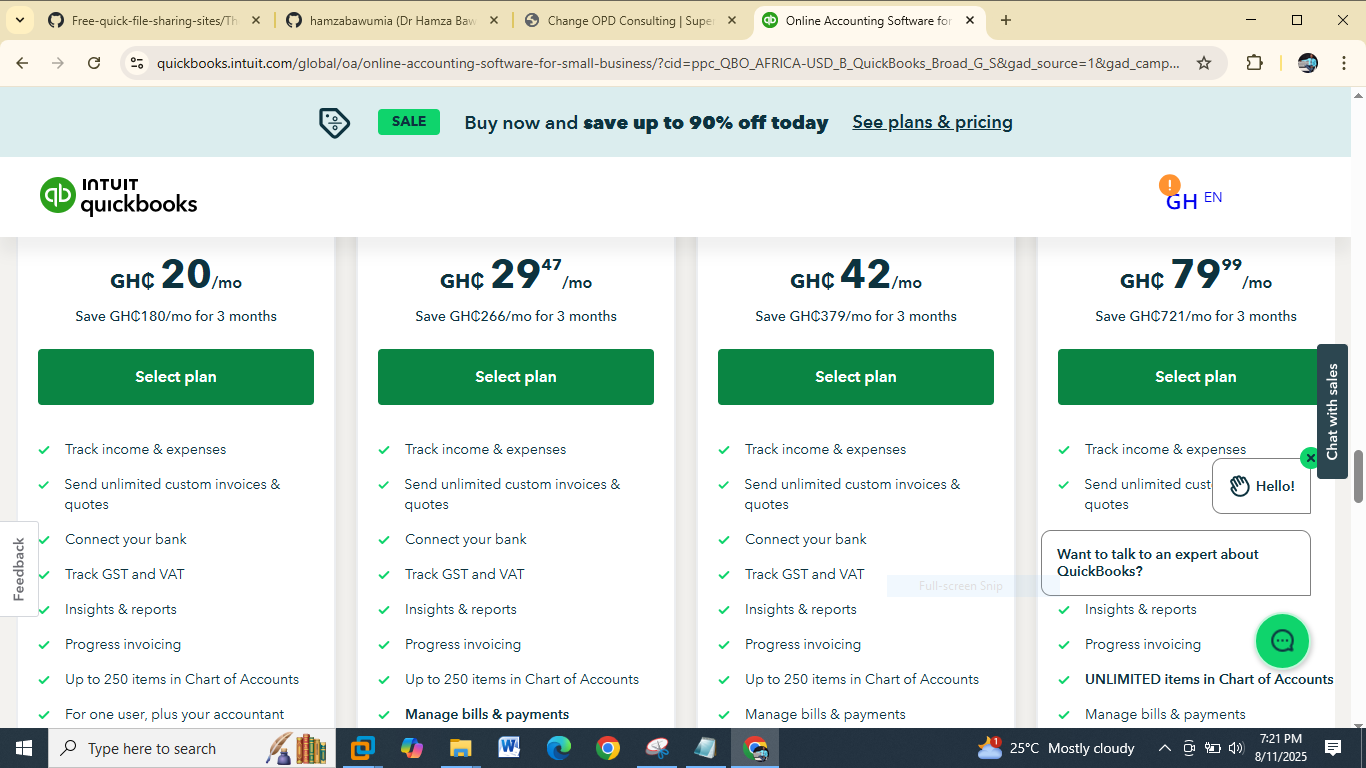 Free-quick-file-sharing-sites/Th
hamzabawumia (Dr Hamza Baw
Change OPD Consulting | Supe
Online Accounting Software for
quickbooks.intuit.com/global/oa/online-accounting-software-for-small-business/?cid=ppc_QBO_AFRICA-USD_B_QuickBooks_Broad_G_S&gad_source=1&gad_camp...
SALE Buy now and save up to 90% off today See plans & pricing
INTUIT
quickbooks
qb
!
GH EN
GH₵ 20/mo
Save GH₵180/mo for 3 months
Select plan
Track income & expenses
Send unlimited custom invoices &
quotes
Connect your bank
Track GST and VAT
Insights & reports
Progress invoicing
Up to 250 items in Chart of Accounts
For one user, plus your accountant
GH₵ 29 47/mo
Save GH₵266/mo for 3 months
Select plan
Track income & expenses
Send unlimited custom invoices &
quotes
Connect your bank
Track GST and VAT
Insights & reports
Progress invoicing
Up to 250 items in Chart of Accounts
Manage bills & payments
GH₵ 42/mo
Save GH₵379/mo for 3 months
Select plan
Track income & expenses
Send unlimited custom invoices &
quotes
Connect your bank
Track GST and VAT
Insights & reports
Progress invoicing
Up to 250 items in Chart of Accounts
Manage bills & payments
Full-screen Snip
GH₵ 79 99/mo
Save GH₵721/mo for 3 months
Select plan
Track income & expenses
Send unlimited cust
quotes
Insights & reports
Progress invoicing
UNLIMITED items in Chart of Accounts
Manage bills & payments
Chat with sales
Hello!
Want to talk to an expert about
QuickBooks?
Feedback
Type here to search
1
25°C Mostly cloudy
7:21 PM
8/11/2025